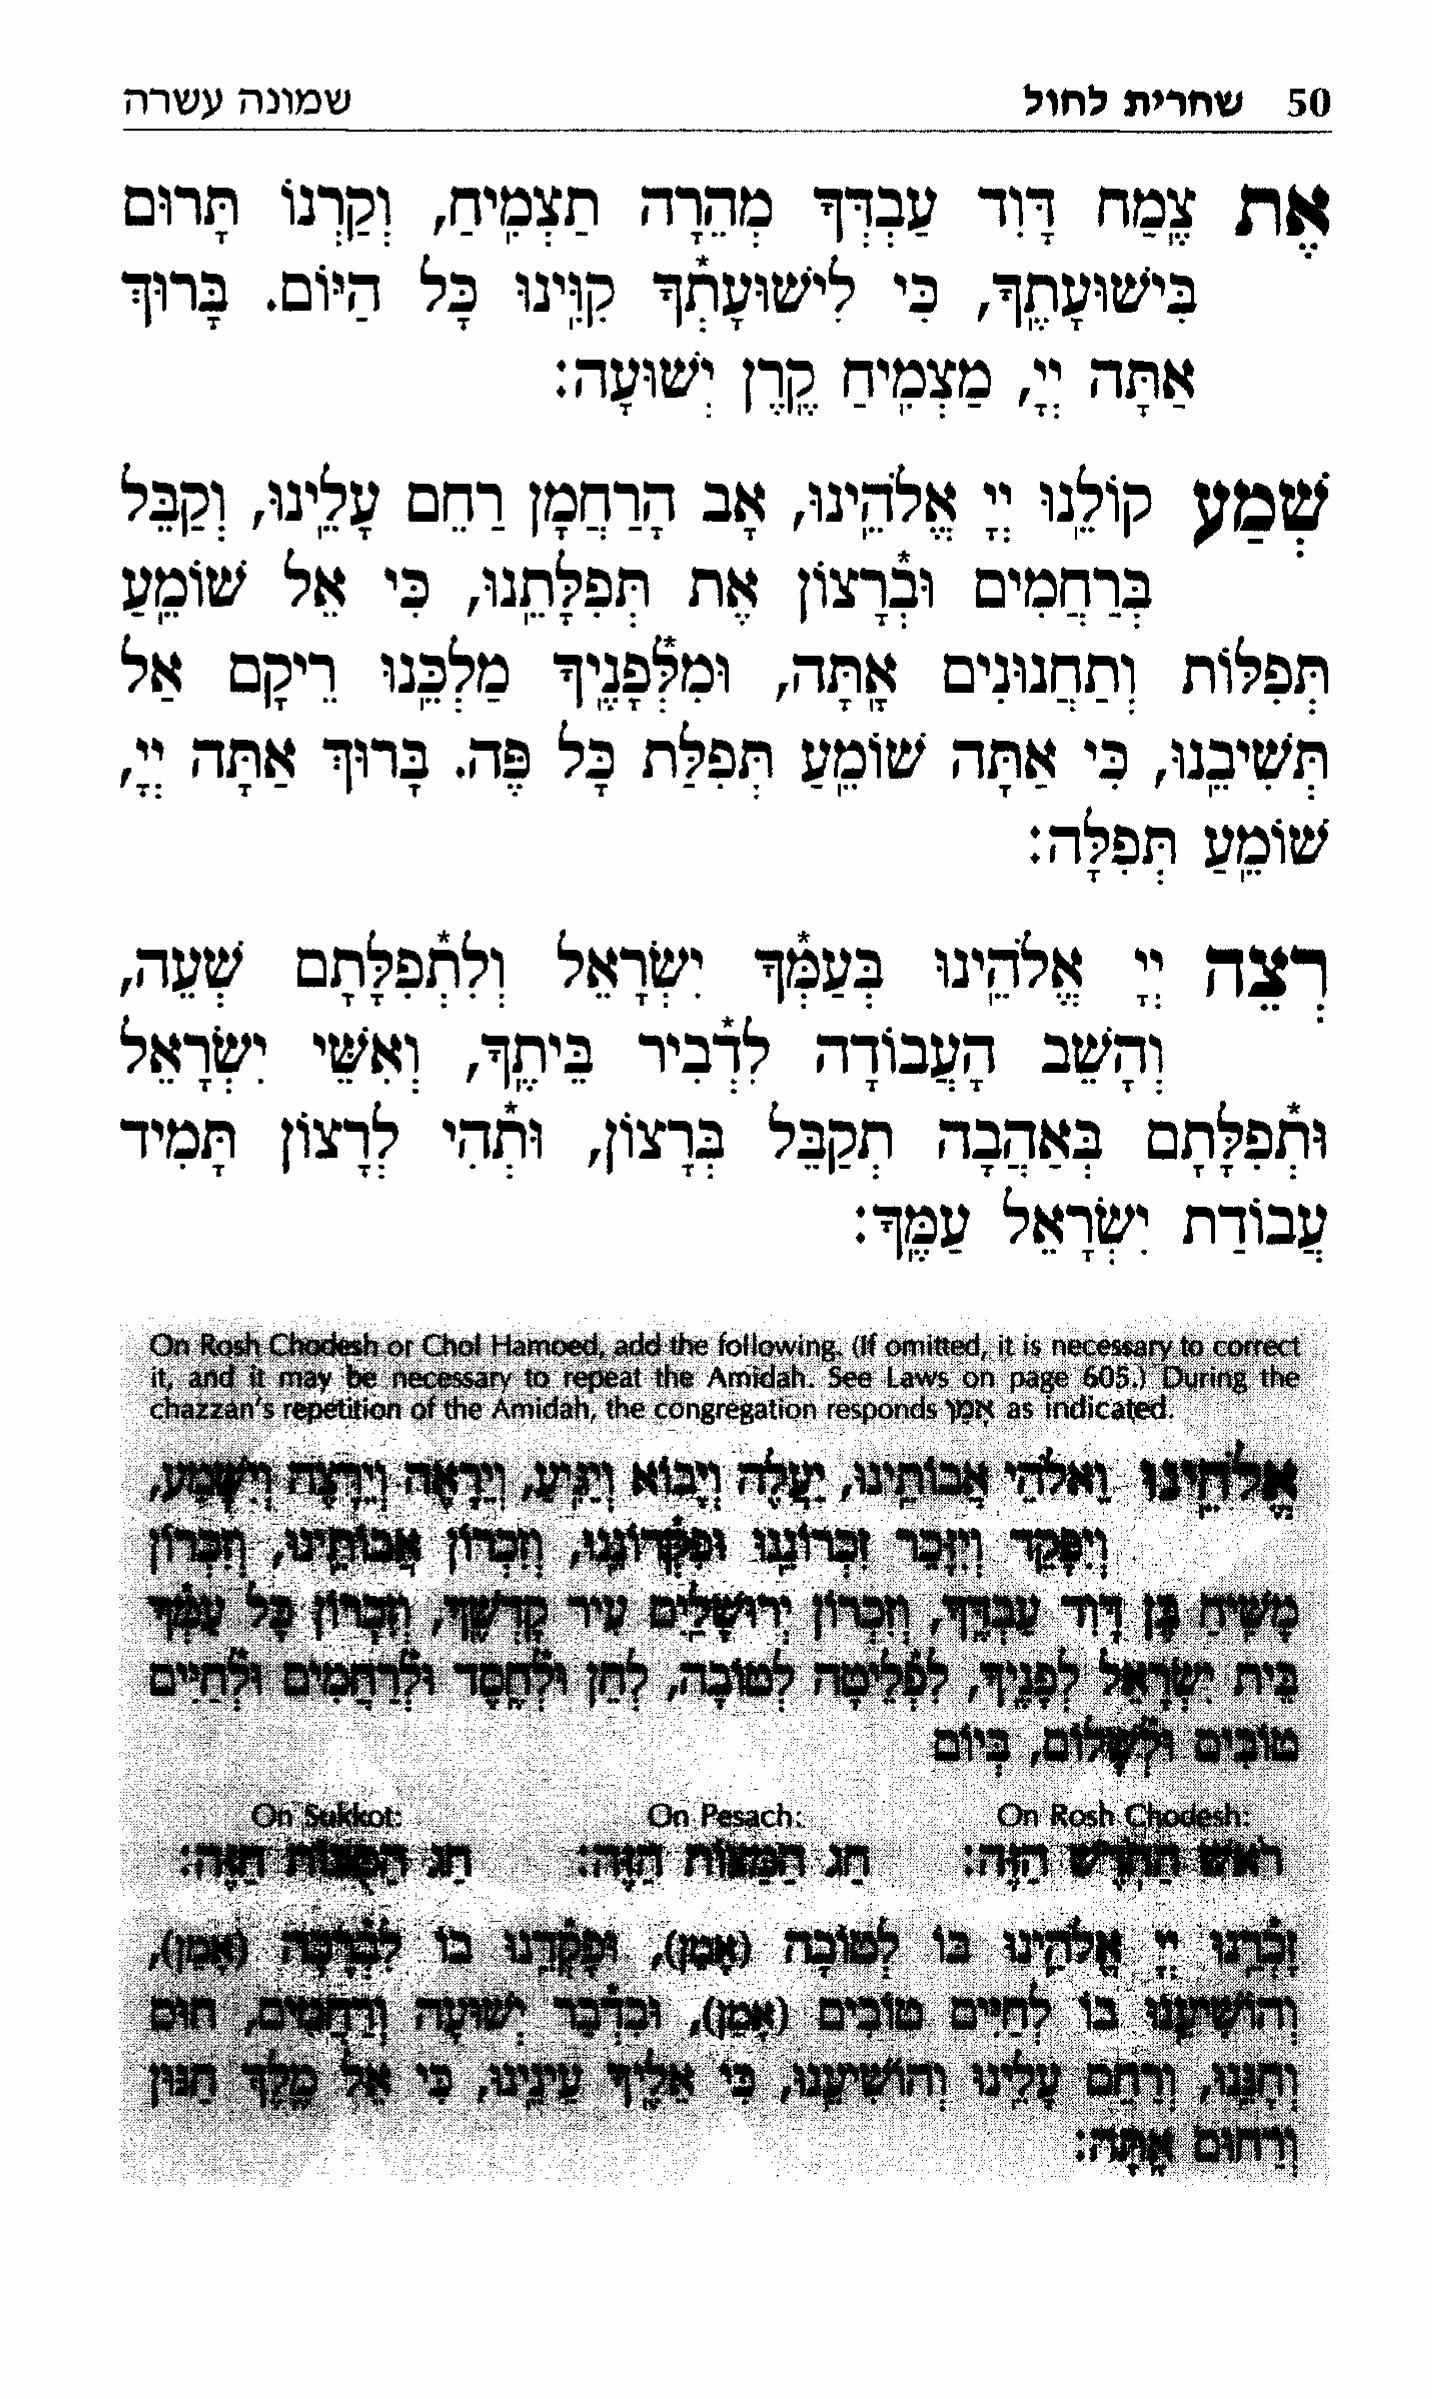 50 שחרית לחול שמונה עשרה
אֶת צֶמַח דָּוִד עַבְדְּךָ מְהֵרָה תַצְמִיחַ, וְקַרְנוֹ תָּרוּם
בִּישׁוּעָתֶךָ, כִּי לִישׁוּעָתְ*ךָ קִוִּינוּ כָּל הַיּוֹם. בָּרוּךְ
אַתָּה יְיָ, מַצְמִיחַ קֶרֶן יְשׁוּעָה:
שְׁמַע קוֹלֵנוּ יְיָ אֱלֹהֵינוּ, אָב הָרַחֲמָן רַחֵם עָלֵינוּ, וְקַבֵּל
בְּרַחֲמִים וּבְ*רָצוֹן אֶת תְּפִלָּתֵנוּ, כִּי אֵל שׁוֹמֵעַ
תְּפִלּוֹת וְתַחֲנוּנִים אָתָּה, וּמִלְּ*פָנֶיךָ מַלְכֵּנוּ רֵיקָם אַל
תְּשִׁיבֵנוּ, כִּי אַתָּה שׁוֹמֵעַ תְּפִלַּת כָּל פֶּה. בָּרוּךְ אַתָּה יְיָ,
שׁוֹמֵעַ תְּפִלָּה:
רְצֵה יְיָ אֱלֹהֵינוּ בְּעַמְּ*ךָ יִשְׂרָאֵל וְלִתְ*פִלָּתָם שְׁעֵה,
וְהָשֵׁב הָעֲבוֹדָה לִדְ*בִיר בֵּיתֶךָ, וְאִשֵּׁי יִשְׂרָאֵל
וּתְ*פִלָּתָם בְּאַהֲבָה תְקַבֵּל בְּרָצוֹן, וּתְ*הִי לְרָצוֹן תָּמִיד
עֲבוֹדַת יִשְׂרָאֵל עַמֶּךָ:
On Rosh Chodesh or Chol Hamoed, add the following. (If omitted, it is necessary to correct
it, and it may be necessary to repeat the Amidah. See Laws on page 605.) During the
chazzan's repetition of the Amidah, the congregation responds אָמֵן as indicated.
אֱלֹהֵינוּ וֵאלֹהֵי אֲבוֹתֵינוּ, יַעֲלֶה וְיָבוֹא וְיַגִּיעַ, וְיֵרָאֶה וְיֵרָצֶה וְיִשָּׁמַע,
וְיִפָּקֵד וְיִזָּכֵר זִכְרוֹנֵנוּ וּפִקְדוֹנֵנוּ, וְזִכְרוֹן אֲבוֹתֵינוּ, וְזִכְרוֹן
מָשִׁיחַ בֶּן דָּוִד עַבְדֶּךָ, וְזִכְרוֹן יְרוּשָׁלַיִם עִיר קָדְשֶׁךָ, וְזִכְרוֹן כָּל עַמְּךָ
בֵּית יִשְׂרָאֵל לְפָנֶיךָ, לִפְלֵיטָה לְטוֹבָה, לְחֵן וּלְחֶסֶד וּלְרַחֲמִים וּלְחַיִּים
טוֹבִים וּלְשָׁלוֹם, בְּיוֹם
On Rosh Chodesh: On Pesach: On Sukkot:
רֹאשׁ הַחֹדֶשׁ הַזֶּה: חַג הַמַּצּוֹת הַזֶּה: חַג הַסֻּכּוֹת הַזֶּה:
זָכְרֵנוּ יְיָ אֱלֹהֵינוּ בּוֹ לְטוֹבָה (אָמֵן), וּפָקְדֵנוּ בוֹ לִבְרָכָה (אָמֵן),
וְהוֹשִׁיעֵנוּ בוֹ לְחַיִּים טוֹבִים (אָמֵן), וּבִדְבַר יְשׁוּעָה וְרַחֲמִים, חוּס
וְחָנֵּנוּ, וְרַחֵם עָלֵינוּ וְהוֹשִׁיעֵנוּ, כִּי אֵלֶיךָ עֵינֵינוּ, כִּי אֵל מֶלֶךְ חַנּוּן
וְרַחוּם אָתָּה: